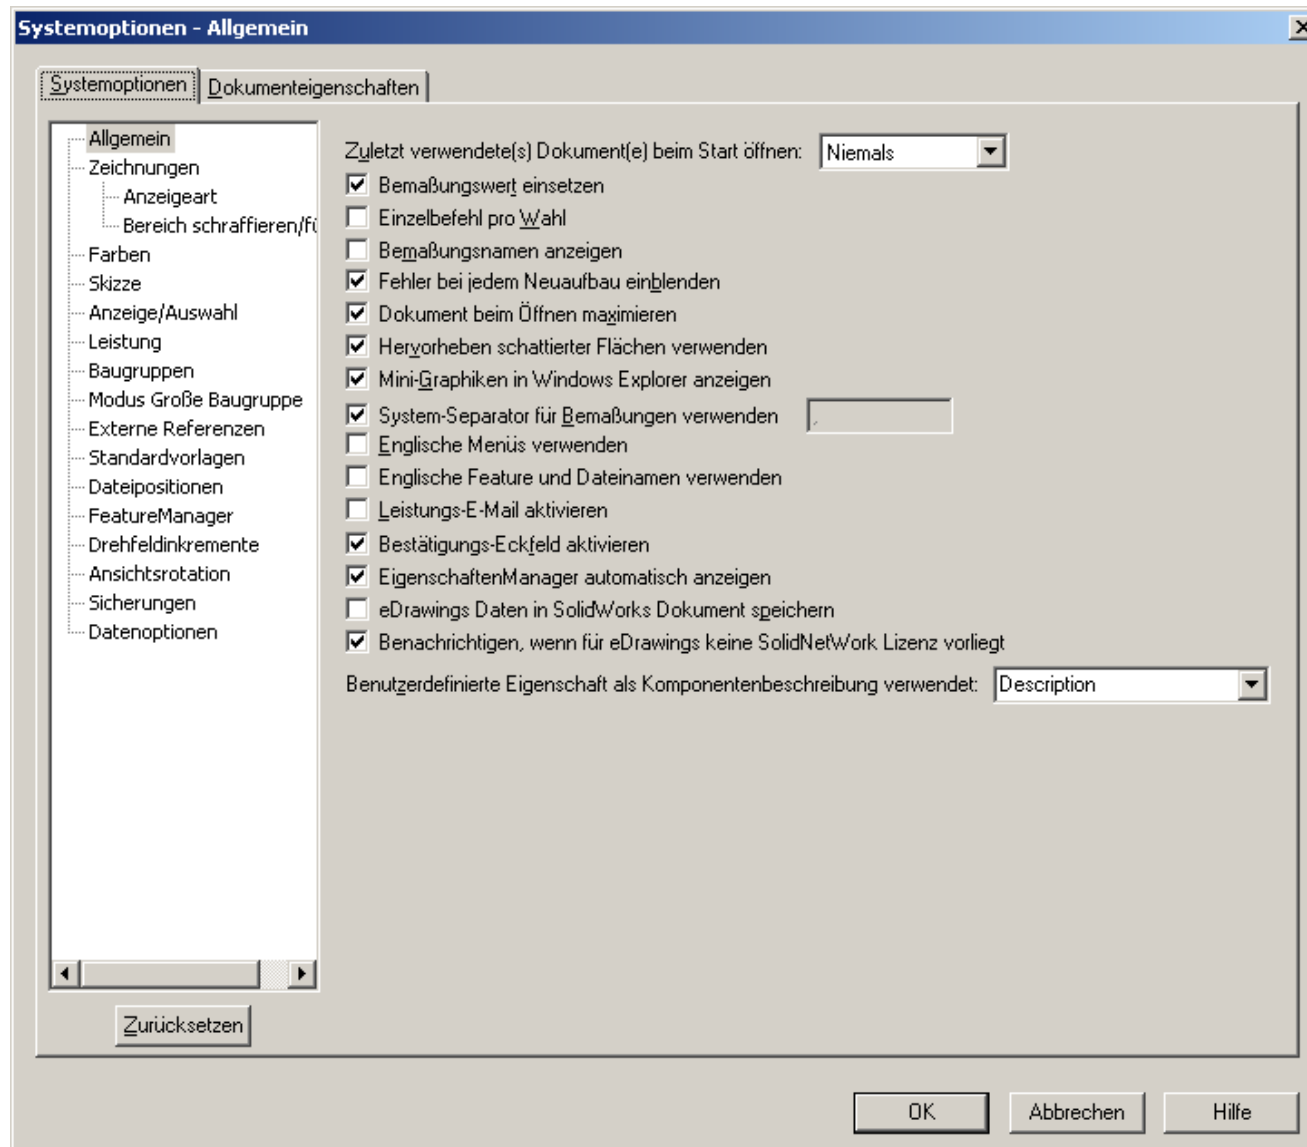 Systemoptionen - Allgemein
Systemoptionen
Dokumenteigenschaften
Allgemein
Zeichnungen
Anzeigeart
Bereich schraffieren/fü
Farben
Skizze
Anzeige/Auswahl
Leistung
Baugruppen
Modus Große Baugruppe
Externe Referenzen
Standardvorlagen
Dateipositionen
FeatureManager
Drehfeldinkremente
Ansichtsrotation
Sicherungen
Datenoptionen
Zurücksetzen
Zuletzt verwendete(s) Dokument(e) beim Start öffnen: Niemals
Bemaßungswert einsetzen
Einzelbefehl pro Wahl
Bemaßungsnamen anzeigen
Fehler bei jedem Neuaufbau einblenden
Dokument beim Öffnen maximieren
Hervorheben schattierter Flächen verwenden
Mini-Graphiken in Windows Explorer anzeigen
System-Separator für Bemaßungen verwenden ,
Englische Menüs verwenden
Englische Feature und Dateinamen verwenden
Leistungs-E-Mail aktivieren
Bestätigungs-Eckfeld aktivieren
EigenschaftenManager automatisch anzeigen
eDrawings Daten in SolidWorks Dokument speichern
Benachrichtigen, wenn für eDrawings keine SolidNetWork Lizenz vorliegt
Benutzerdefinierte Eigenschaft als Komponentenbeschreibung verwendet: Description
OK
Abbrechen
Hilfe